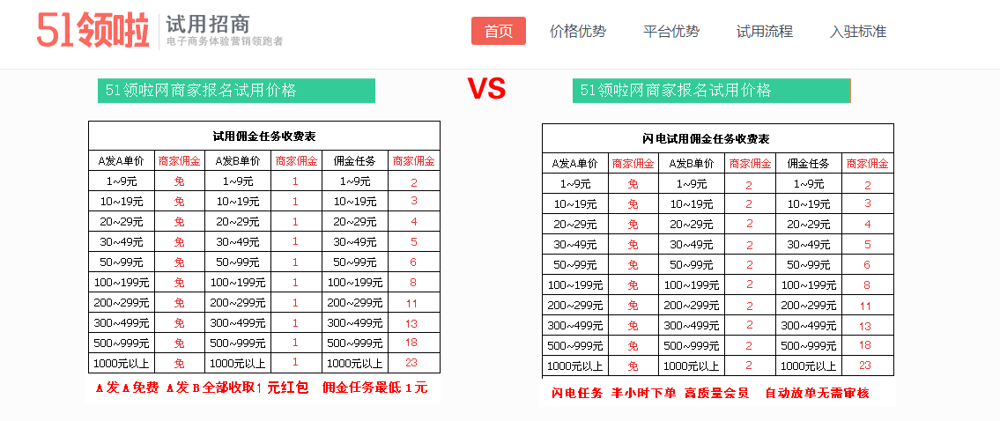 51领啦 试用招商
电子商务体验营销领跑者
首页 价格优势 平台优势 试用流程 入驻标准
51领啦网商家报名试用价格
VS
51领啦网商家报名试用价格
试用佣金任务收费表
A发A单价 商家佣金 A发B单价 商家佣金 佣金任务 商家佣金
1~9元 免 1~9元 1 1~9元 2
10~19元 免 10~19元 1 10~19元 3
20~29元 免 20~29元 1 20~29元 4
30~49元 免 30~49元 1 30~49元 5
50~99元 免 50~99元 1 50~99元 6
100~199元 免 100~199元 1 100~199元 8
200~299元 免 200~299元 1 200~299元 11
300~499元 免 300~499元 1 300~499元 13
500~999元 免 500~999元 1 500~999元 18
1000元以上 免 1000元以上 1 1000元以上 23
A发A免费 A发B全部收取1元红包 佣金任务最低1元
闪电试用佣金任务收费表
A发A单价 商家佣金 A发B单价 商家佣金 佣金任务 商家佣金
1~9元 免 1~9元 2 1~9元 2
10~19元 免 10~19元 2 10~19元 3
20~29元 免 20~29元 2 20~29元 4
30~49元 免 30~49元 2 30~49元 5
50~99元 免 50~99元 2 50~99元 6
100~199元 免 100~199元 2 100~199元 8
200~299元 免 200~299元 2 200~299元 11
300~499元 免 300~499元 2 300~499元 13
500~999元 免 500~999元 2 500~999元 18
1000元以上 免 1000元以上 2 1000元以上 23
闪电任务 半小时下单 高质量会员 自动放单无需审核